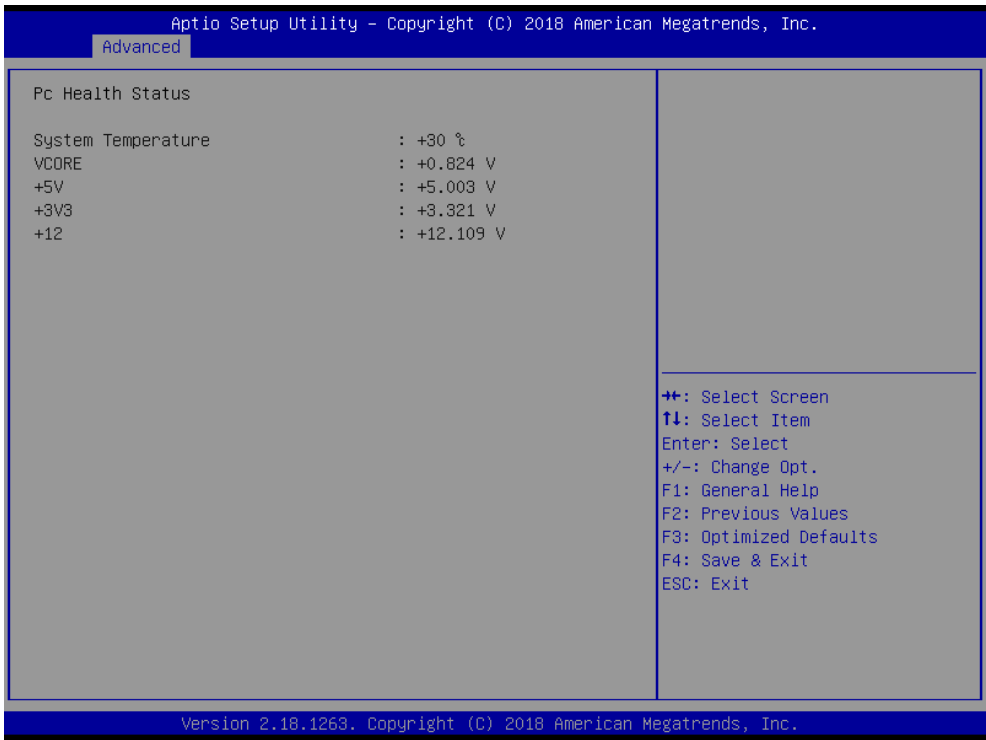 Aptio Setup Utility – Copyright (C) 2018 American Megatrends, Inc.
Advanced
Pc Health Status
System Temperature : +30 ℃
VCORE : +0.824 V
+5V : +5.003 V
+3V3 : +3.321 V
+12 : +12.109 V
→←: Select Screen
↑↓: Select Item
Enter: Select
+/-: Change Opt.
F1: General Help
F2: Previous Values
F3: Optimized Defaults
F4: Save & Exit
ESC: Exit
Version 2.18.1263. Copyright (C) 2018 American Megatrends, Inc.